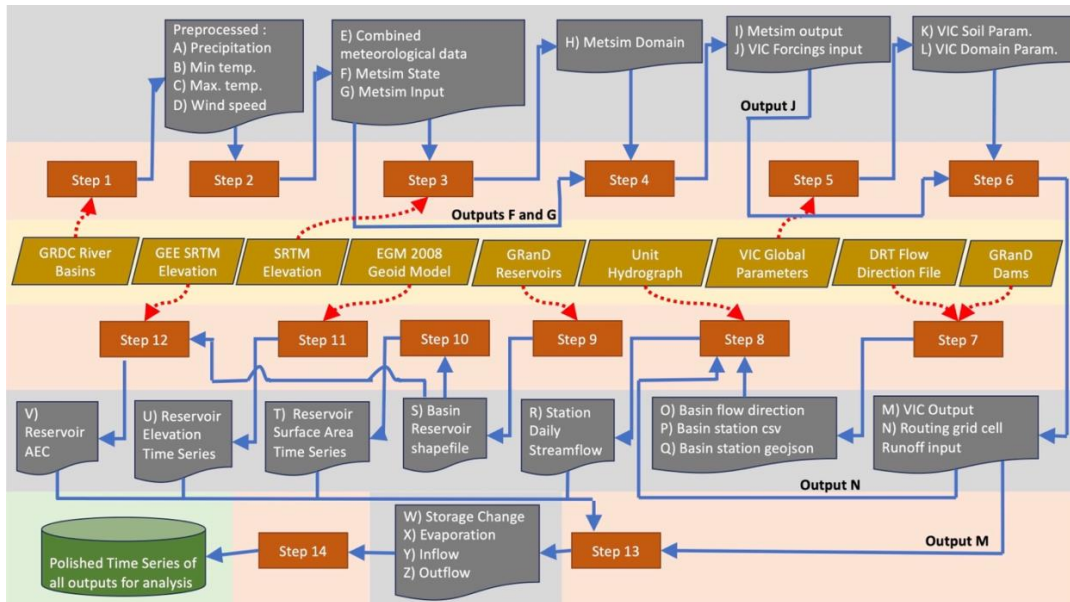 Preprocessed :
A) Precipitation
B) Min temp.
C) Max. temp.
D) Wind speed
E) Combined
meteorological data
F) Metsim State
G) Metsim Input
H) Metsim Domain
I) Metsim output
J) VIC Forcings input
K) VIC Soil Param.
L) VIC Domain Param.
Output J
Step 1
Step 2
Step 3
Step 4
Step 5
Step 6
Outputs F and G
GRDC River
Basins
GEE SRTM
Elevation
SRTM
Elevation
EGM 2008
Geoid Model
GRanD
Reservoirs
Unit
Hydrograph
VIC Global
Parameters
DRT Flow
Direction File
GRanD
Dams
Step 12
Step 11
Step 10
Step 9
Step 8
Step 7
V)
Reservoir
AEC
U) Reservoir
Elevation
Time Series
T) Reservoir
Surface Area
Time Series
S) Basin
Reservoir
shapefile
R) Station
Daily
Streamflow
O) Basin flow direction
P) Basin station csv
Q) Basin station geojson
M) VIC Output
N) Routing grid cell
Runoff input
Output N
Polished Time Series of
all outputs for analysis
Step 14
W) Storage Change
X) Evaporation
Y) Inflow
Z) Outflow
Step 13
Output M